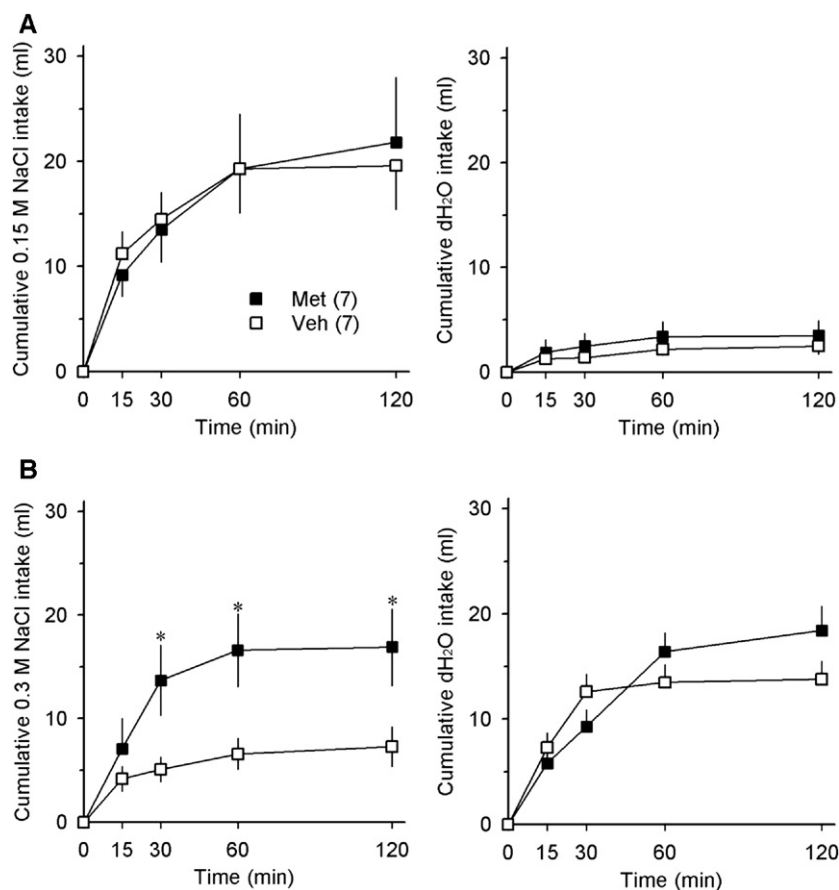 A
Cumulative 0.15 M NaCl intake (ml)
30
20
10
0
Met (7)
Veh (7)
0 15 30 60 120
Time (min)
Cumulative dH₂O intake (ml)
30
20
10
0
0 15 30 60 120
Time (min)
B
Cumulative 0.3 M NaCl intake (ml)
30
20
10
0
* * *
0 15 30 60 120
Time (min)
Cumulative dH₂O intake (ml)
30
20
10
0
0 15 30 60 120
Time (min)